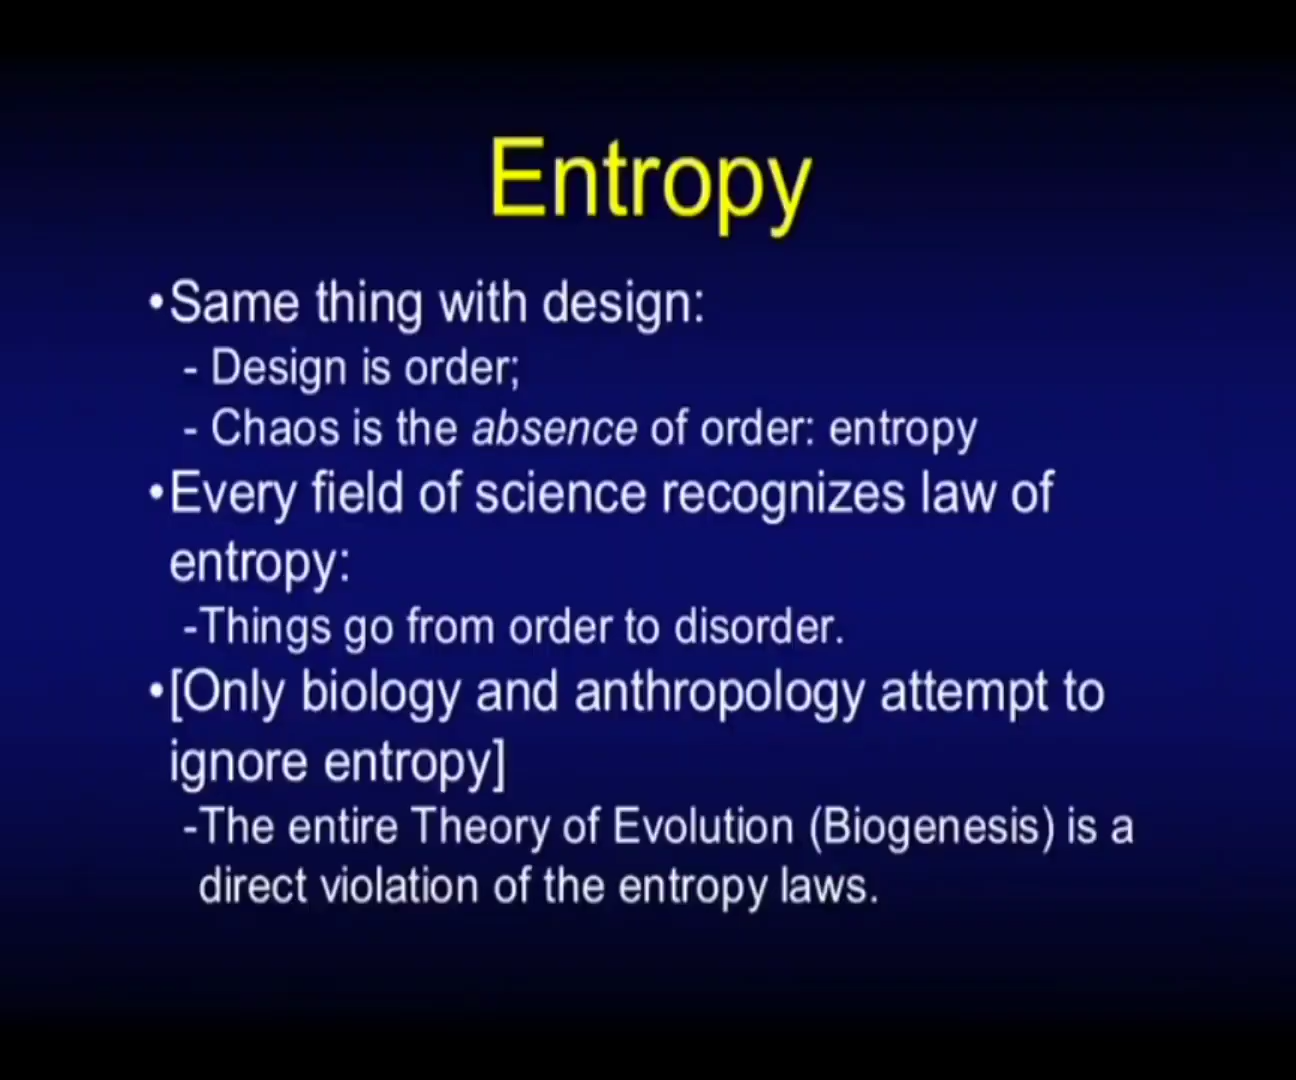 Entropy
•Same thing with design:
- Design is order;
- Chaos is the absence of order: entropy
•Every field of science recognizes law of
entropy:
-Things go from order to disorder.
•[Only biology and anthropology attempt to
ignore entropy]
-The entire Theory of Evolution (Biogenesis) is a
direct violation of the entropy laws.